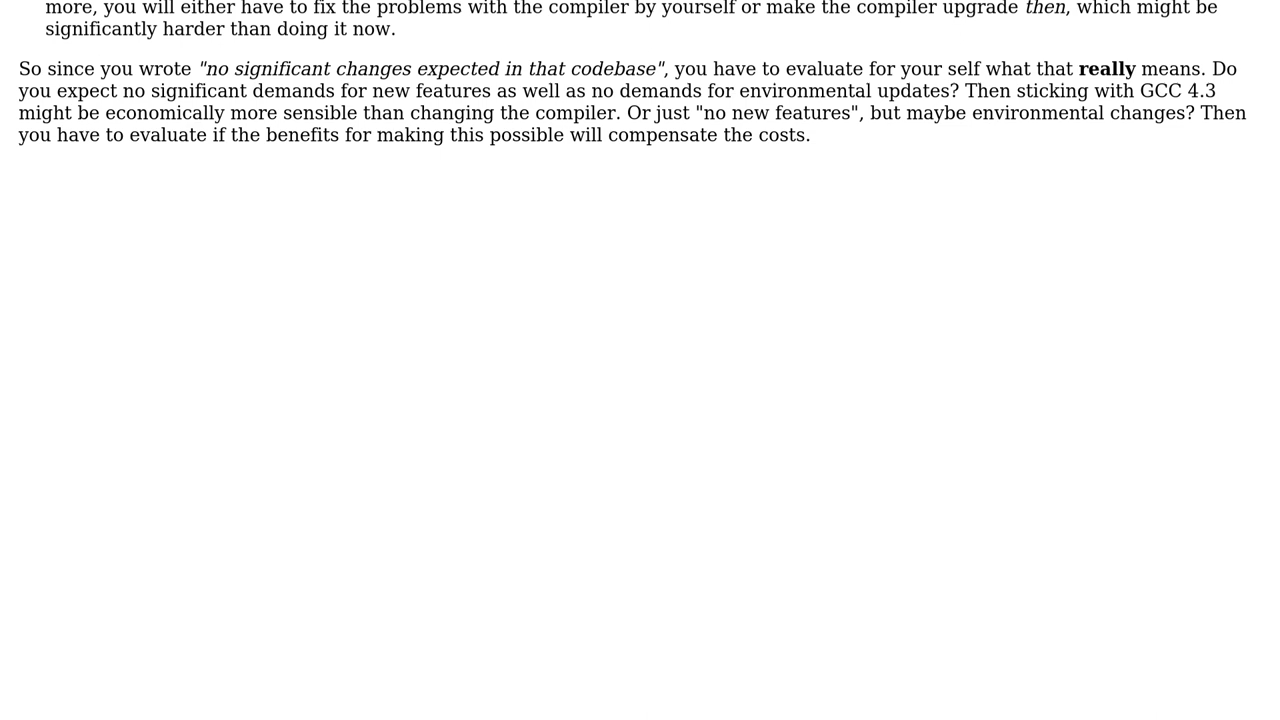 more, you will either have to fix the problems with the compiler by yourself or make the compiler upgrade then, which might be
significantly harder than doing it now.
So since you wrote "no significant changes expected in that codebase", you have to evaluate for your self what that really means. Do
you expect no significant demands for new features as well as no demands for environmental updates? Then sticking with GCC 4.3
might be economically more sensible than changing the compiler. Or just "no new features", but maybe environmental changes? Then
you have to evaluate if the benefits for making this possible will compensate the costs.